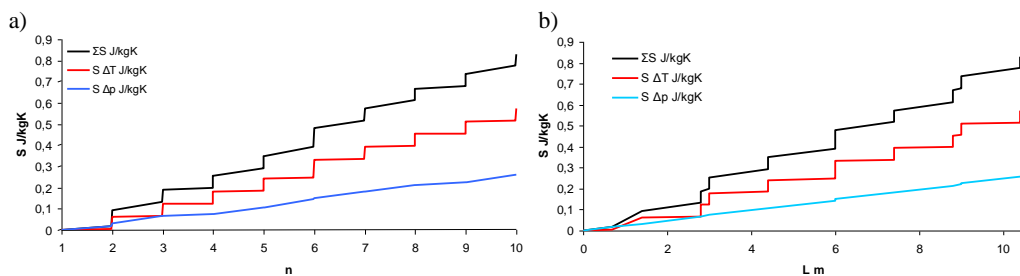 a)
0,9
0,8
0,7
0,6
0,5
0,4
0,3
0,2
0,1
0
S J/kgK
ΣS J/kgK
S ΔT J/kgK
S Δp J/kgK
1 2 3 4 5 6 7 8 9 10
n
b)
0,9
0,8
0,7
0,6
0,5
0,4
0,3
0,2
0,1
0
S J/kgK
ΣS J/kgK
S ΔT J/kgK
S Δp J/kgK
0 2 4 6 8 10
L m